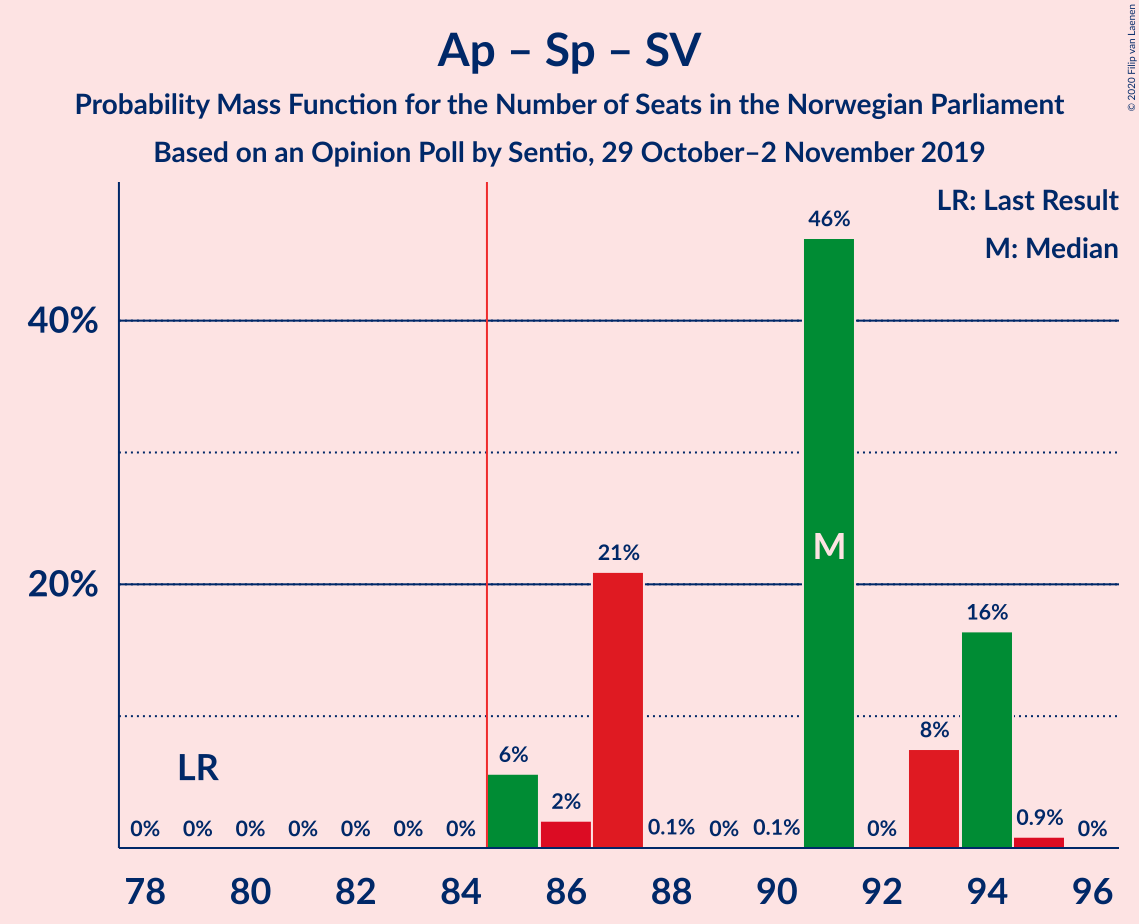 Ap – Sp – SV
Probability Mass Function for the Number of Seats in the Norwegian Parliament
Based on an Opinion Poll by Sentio, 29 October–2 November 2019
© 2020 Filip van Laenen
LR: Last Result
M: Median
46%
40%
M
21%
20%
16%
8%
LR
6%
2%
0% 0% 0% 0% 0% 0% 0% 0.1% 0% 0.1% 0% 0.9% 0%
78 80 82 84 86 88 90 92 94 96